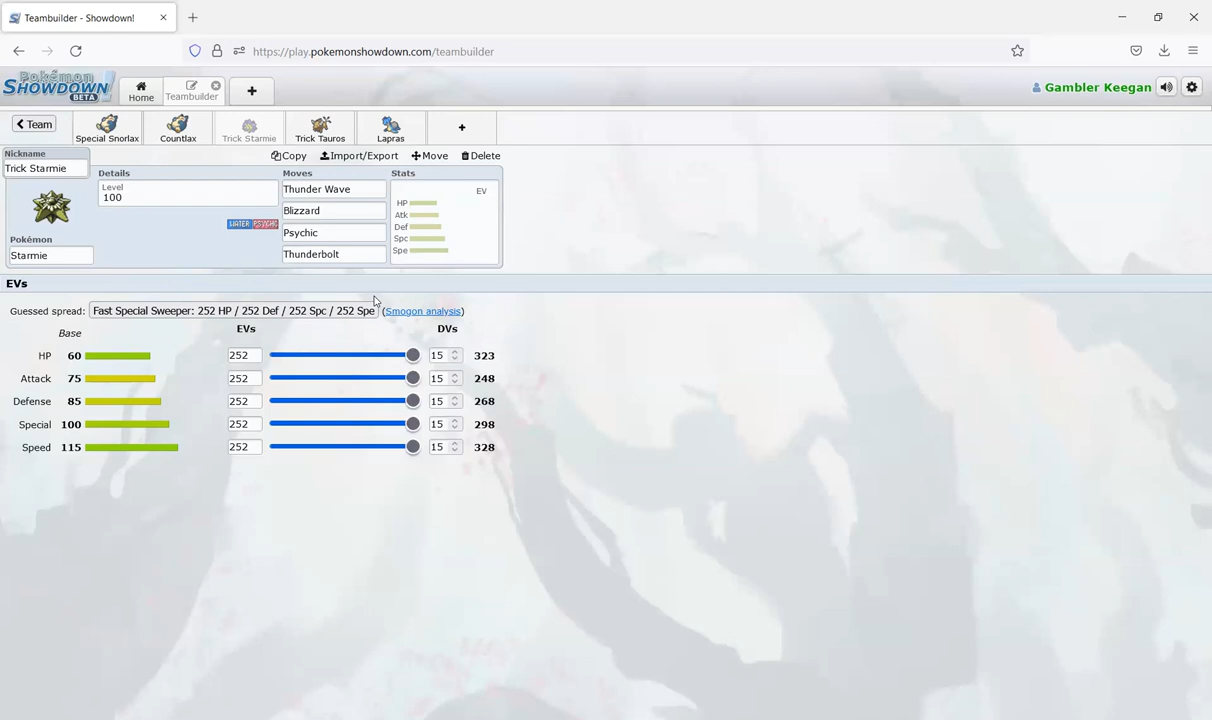 Teambuilder - Showdown!
https://play.pokemonshowdown.com/teambuilder
Pokémon Showdown! BETA
Home
Teambuilder
Gambler Keegan
Team
Special Snorlax
Countlax
Trick Starmie
Trick Tauros
Lapras
Nickname
Trick Starmie
Copy Import/Export Move Delete
Details
Level
100
WATER PSYCHC
Pokémon
Starmie
Moves
Thunder Wave
Blizzard
Psychic
Thunderbolt
Stats
EV
HP
Atk
Def
Spc
Spe
EVs
Guessed spread: Fast Special Sweeper: 252 HP / 252 Def / 252 Spc / 252 Spe (Smogon analysis)
Base EVs DVs
HP 60 252 15 323
Attack 75 252 15 248
Defense 85 252 15 268
Special 100 252 15 298
Speed 115 252 15 328